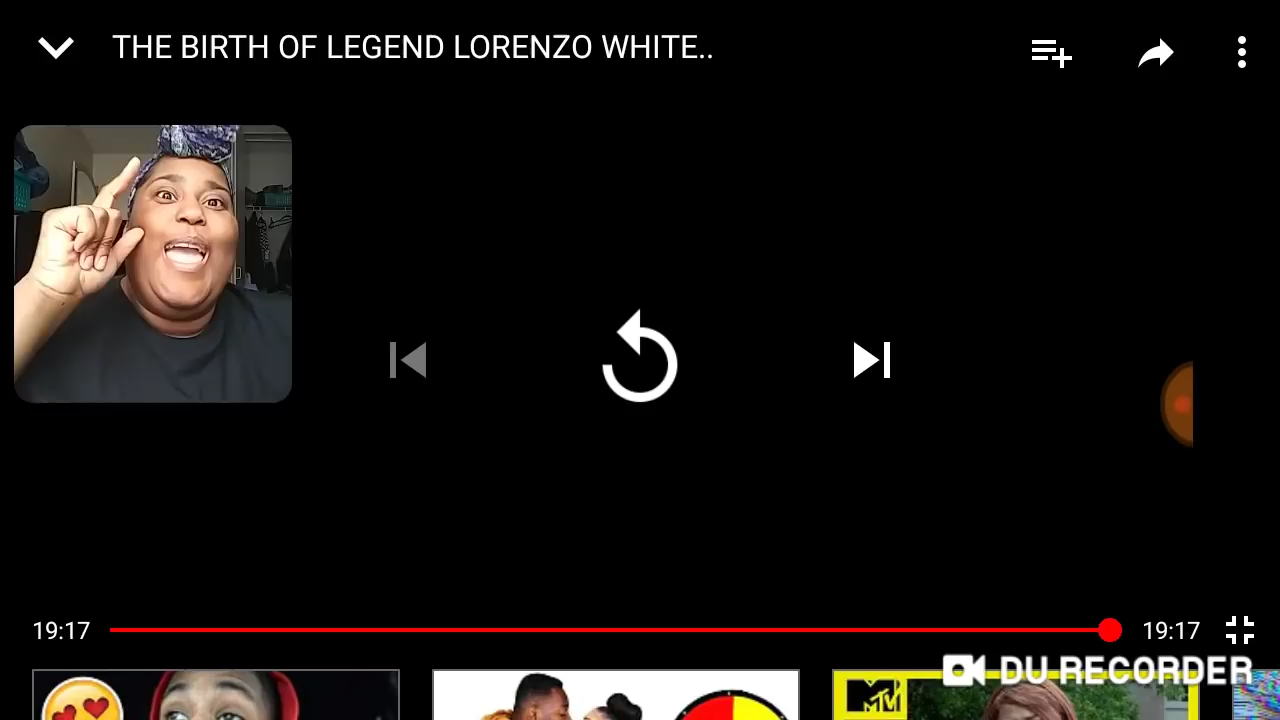 THE BIRTH OF LEGEND LORENZO WHITE..
19:17
19:17
DU RECORDER
MTV